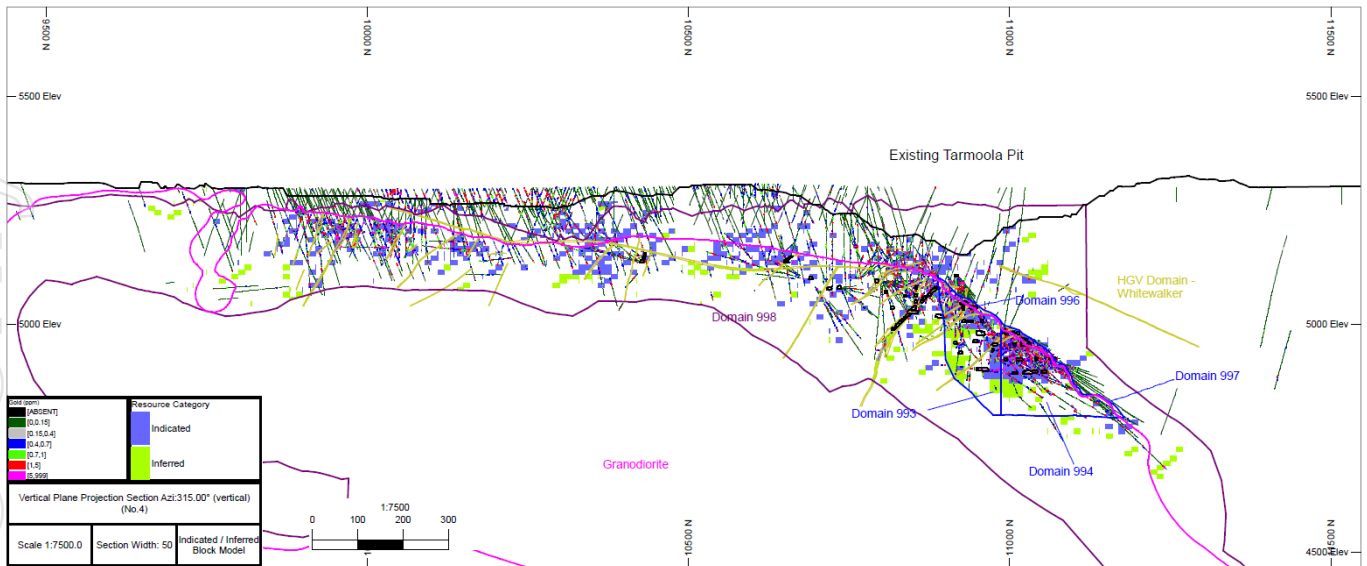 9500 N
10000 N
10500 N
11000 N
11500 N
5500 Elev
5500 Elev
Existing Tarmoola Pit
HGV Domain -
Whitewalker
Domain 996
5000 Elev
5000 Elev
Domain 998
Domain 997
Domain 993
Domain 994
Granodiorite
Gold (ppm)
[ABSENT]
[0,0.15]
[0.15,0.4]
[0.4,0.7]
[0.7,1]
[1,5]
[5,999]
Resource Category
Indicated
Inferred
Vertical Plane Projection Section Azi:315.00° (vertical)
(No.4)
Scale 1:7500.0
Section Width: 50
Indicated / Inferred
Block Model
1:7500
0 100 200 300
10500 N
11000 N
4500 Elev